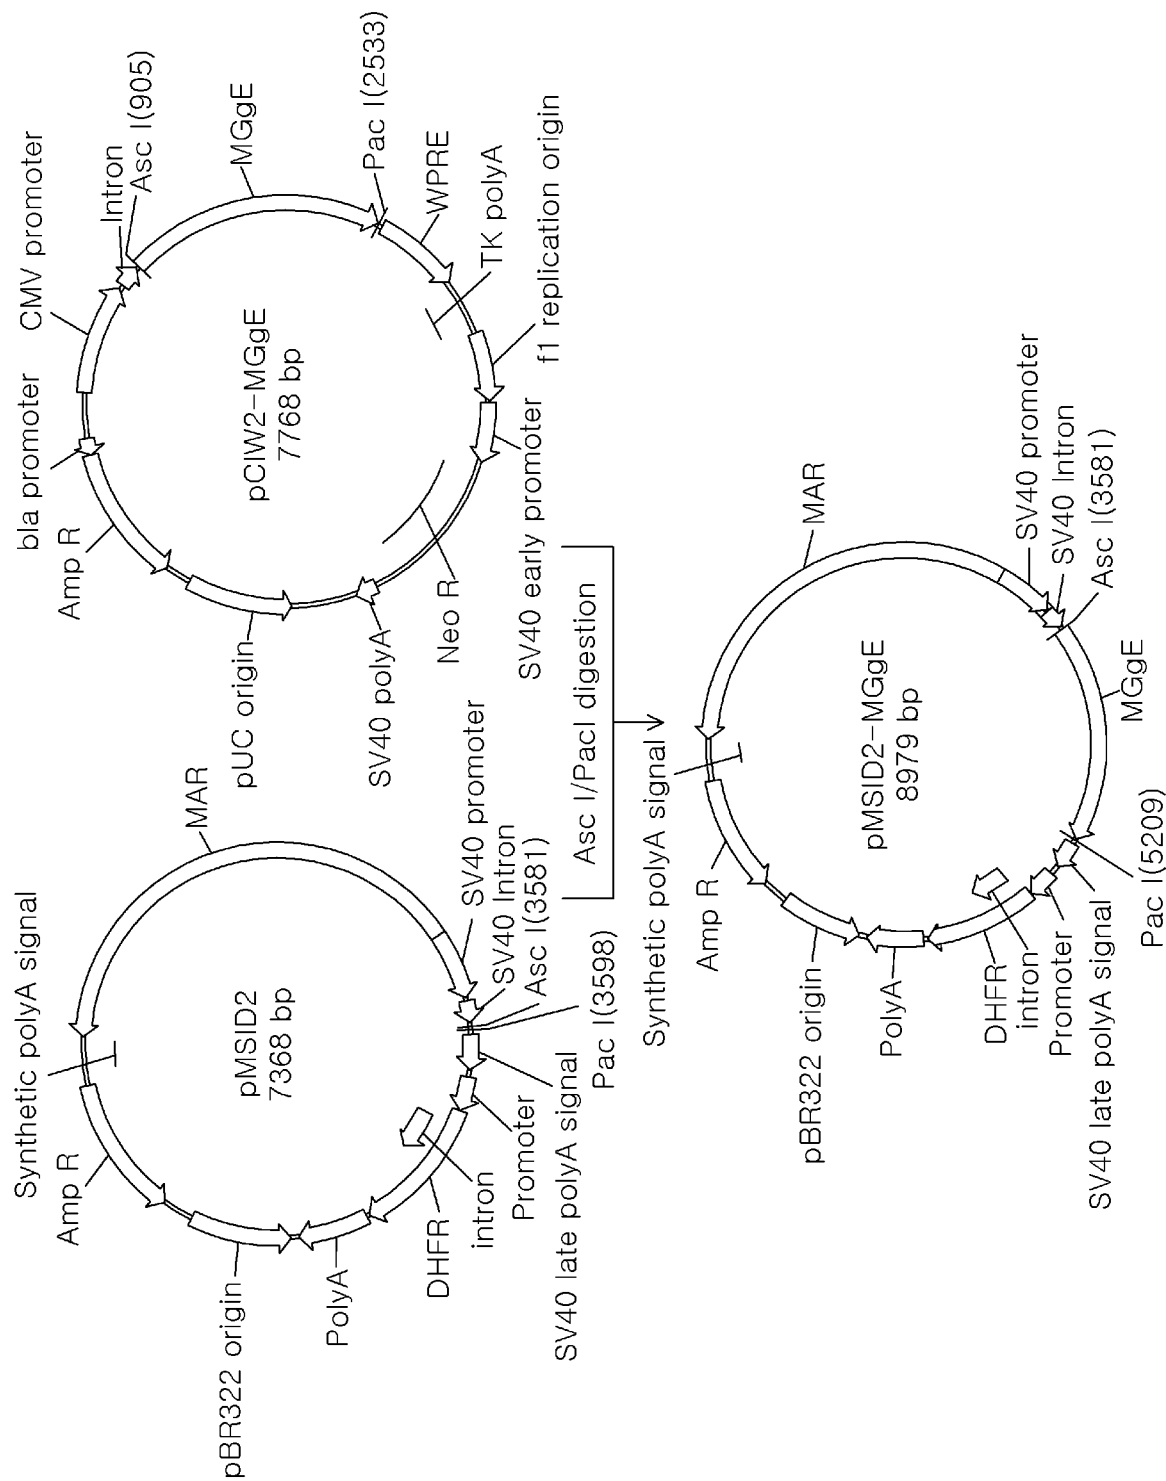 Synthetic polyA signal
MAR
Amp R
pMSID2
7368 bp
pBR322 origin
PolyA
DHFR
intron
Promoter
SV40 late polyA signal
Pac I(3598)
Asc I(3581)
SV40 Intron
SV40 promoter
bla promoter
CMV promoter
Intron
Asc I(905)
MGgE
Pac I(2533)
WPRE
TK polyA
f1 replication origin
SV40 early promoter
Neo R
SV40 polyA
pUC origin
Amp R
pCIW2-MGgE
7768 bp
Asc I/PacI digestion
Synthetic polyA signal
MAR
SV40 promoter
SV40 Intron
Asc I(3581)
MGgE
Pac I(5209)
SV40 late polyA signal
Promoter
intron
DHFR
PolyA
pBR322 origin
Amp R
pMSID2-MGgE
8979 bp